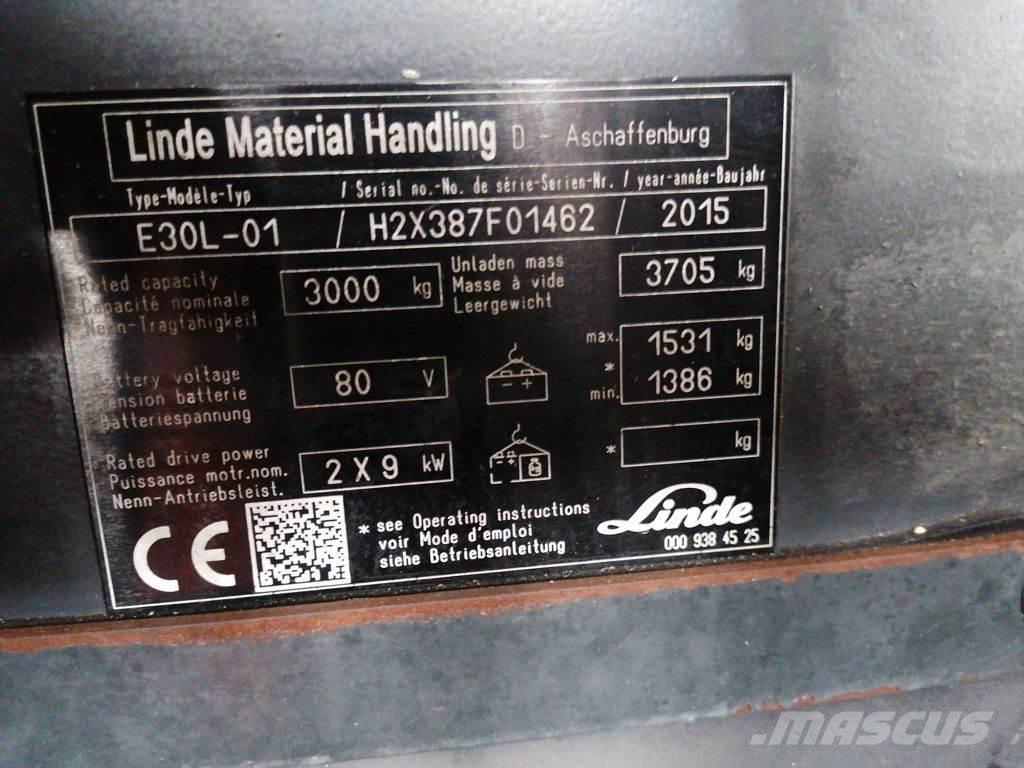 Linde Material Handling D - Aschaffenburg
Type-Modèle-Typ / Serial no.-No. de série-Serien-Nr. / year-année-Baujahr
E30L-01 / H2X387F01462 / 2015
Rated capacity
Capacité nominale
Nenn-Tragfähigkeit
3000 kg
Unladen mass
Masse à vide
Leergewicht
3705 kg
Battery voltage
Tension batterie
Batteriespannung
80 V
- +
max. 1531 kg
*
min. 1386 kg
Rated drive power
Puissance motr.nom.
Nenn-Antriebsleist.
2 X 9 kW
- +
* kg
CE
* see Operating instructions
voir Mode d'emploi
siehe Betriebsanleitung
Linde
000 938 45 25
MASCUS